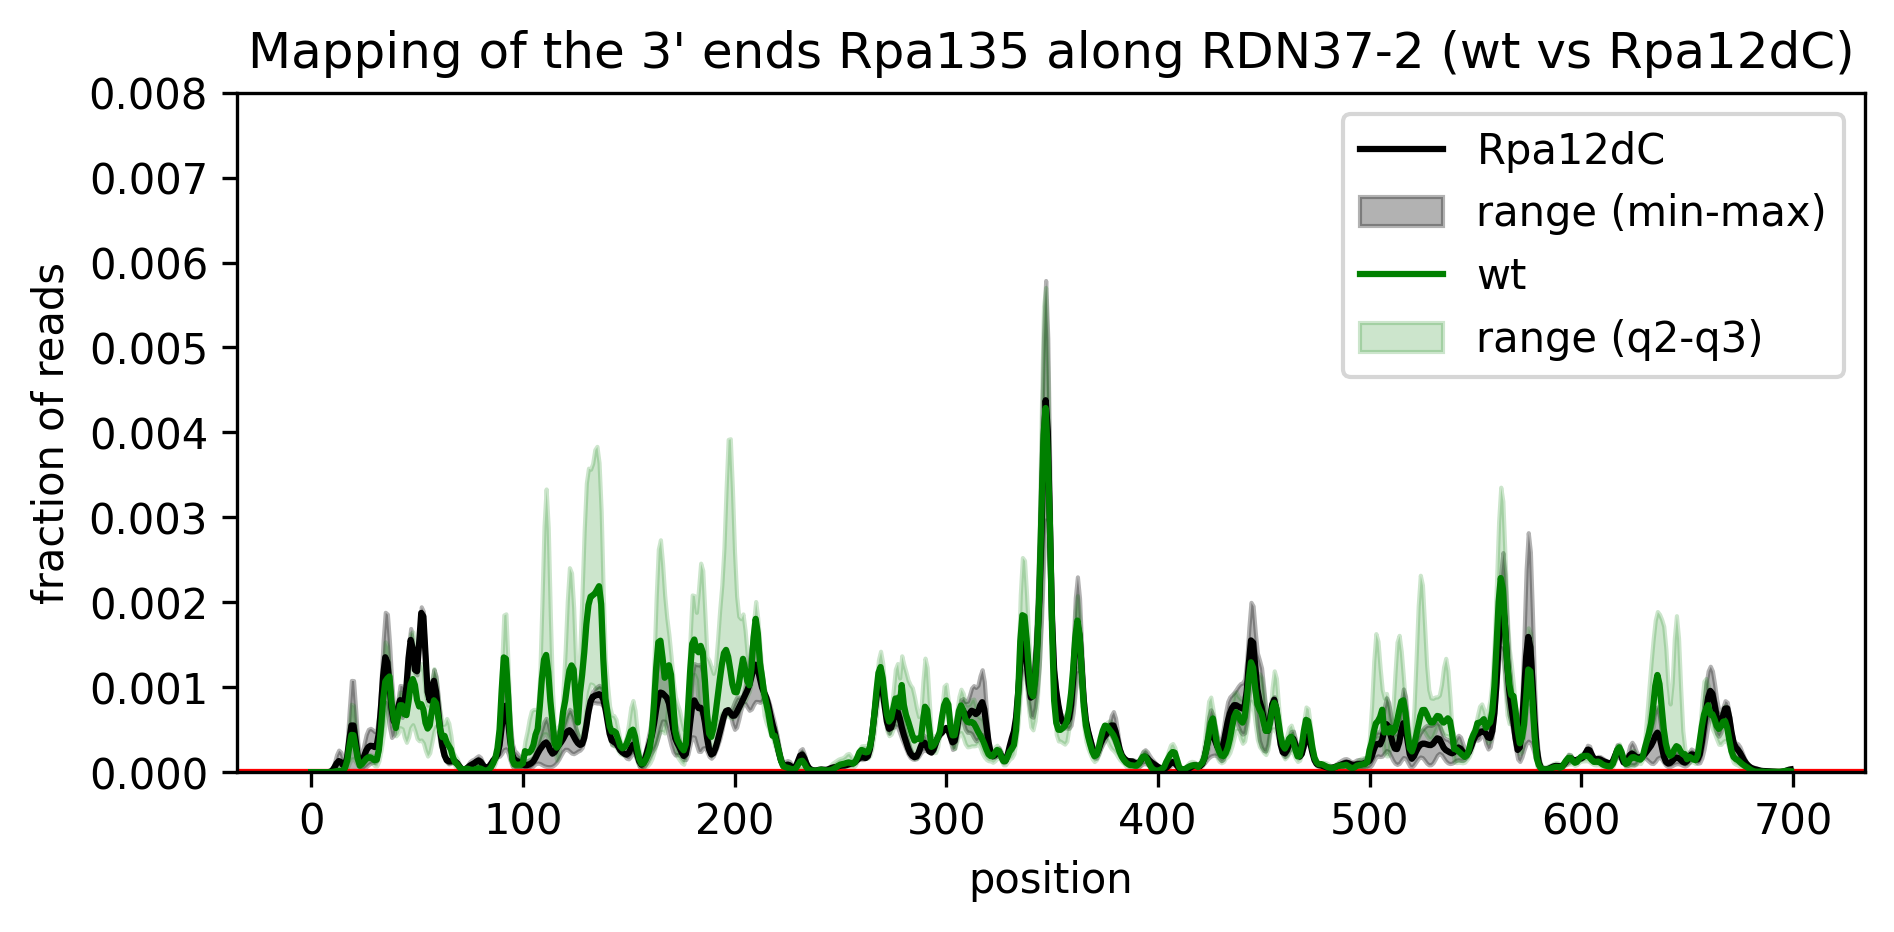 Mapping of the 3' ends Rpa135 along RDN37-2 (wt vs Rpa12dC)
0.008
0.007
0.006
0.005
0.004
0.003
0.002
0.001
0.000
fraction of reads
Rpa12dC
range (min-max)
wt
range (q2-q3)
0 100 200 300 400 500 600 700
position